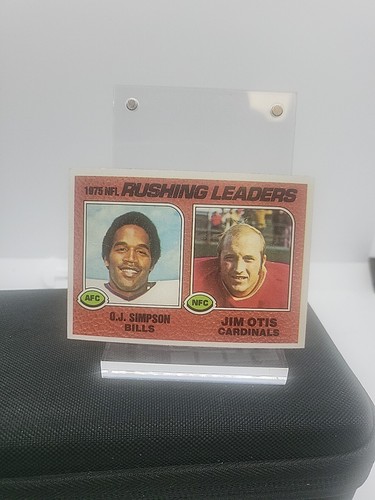 1975 NFL RUSHING LEADERS
AFC
O.J. SIMPSON
BILLS
NFC
JIM OTIS
CARDINALS